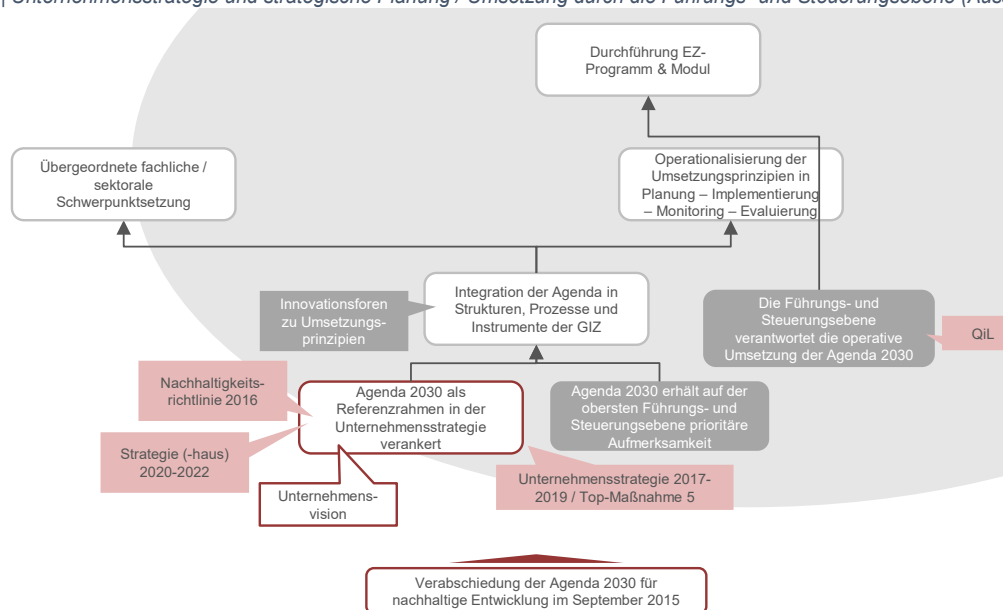 | Unternehmensstrategie und strategische Planung / Umsetzung durch die Führungs- und Steuerungsebene
Durchführung EZ-
Programm & Modul
Übergeordnete fachliche /
sektorale
Schwerpunktsetzung
Operationalisierung der
Umsetzungsprinzipien in
Planung – Implementierung
– Monitoring – Evaluierung
Innovationsforen
zu Umsetzungs-
prinzipien
Integration der Agenda in
Strukturen, Prozesse und
Instrumente der GIZ
Die Führungs- und
Steuerungsebene
verantwortet die operative
Umsetzung der Agenda 2030
QiL
Nachhaltigkeits-
richtlinie 2016
Agenda 2030 als
Referenzrahmen in der
Unternehmensstrategie
verankert
Agenda 2030 erhält auf der
obersten Führungs- und
Steuerungsebene prioritäre
Aufmerksamkeit
Strategie (-haus)
2020-2022
Unternehmens-
vision
Unternehmensstrategie 2017-
2019 / Top-Maßnahme 5
Verabschiedung der Agenda 2030 für
nachhaltige Entwicklung im September 2015